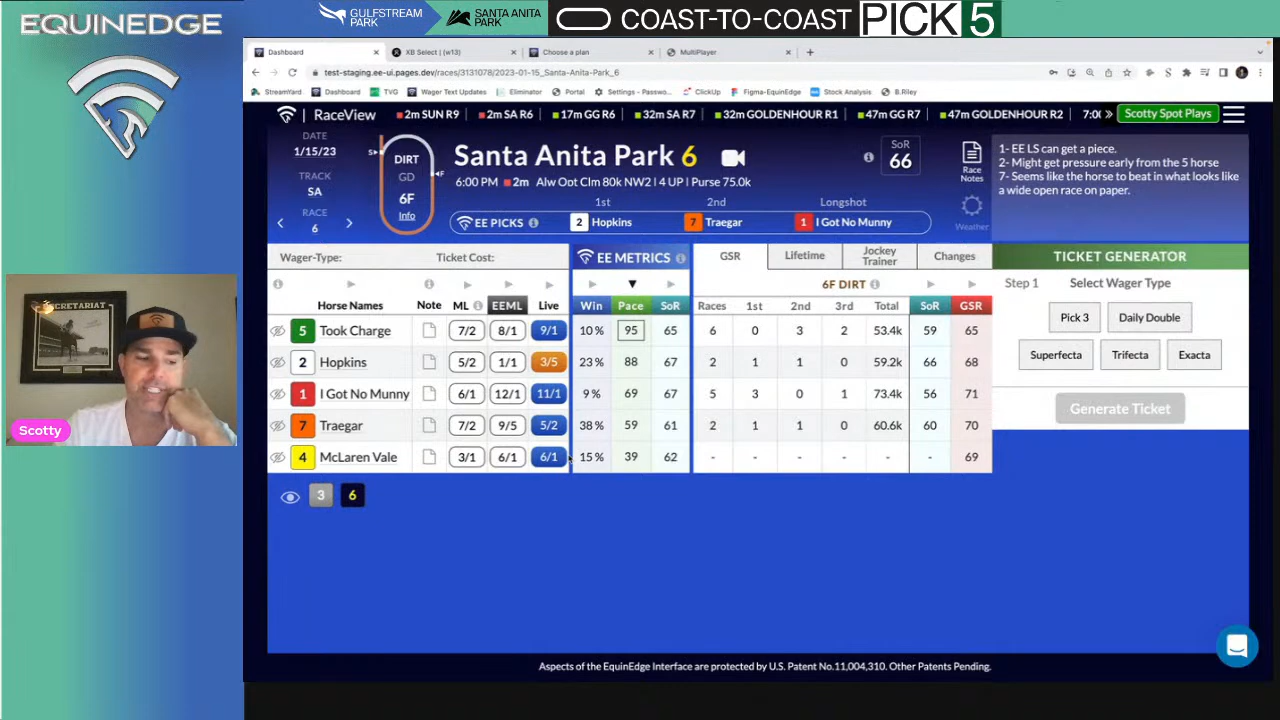 EQUINEDGE
GULFSTREAM PARK
SANTA ANITA PARK
COAST-TO-COAST PICK 5
Dashboard
XB Select | (w13)
Choose a plan
MultiPlayer
test-staging.ee-ui.pages.dev/races/3131078/2023-01-15_Santa-Anita-Park_6
StreamYard Dashboard TVG Wager Text Updates Eliminator Portal Settings - Passwo... ClickUp Figma-EquinEdge Stock Analysis B.Riley
RaceView 2m SUN R9 2m SA R6 17m GG R6 32m SA R7 32m GOLDENHOUR R1 47m GG R7 47m GOLDENHOUR R2 7:00 Scotty Spot Plays
DATE
1/15/23
TRACK
SA
RACE
6
S
DIRT
GD
F
6F
Info
Santa Anita Park 6
6:00 PM 2m Alw Opt Clm 80k NW2 | 4 UP | Purse 75.0k
SoR
66
Race Notes
Weather
1- EE LS can get a piece.
2- Might get pressure early from the 5 horse
7- Seems like the horse to beat in what looks like
a wide open race on paper.
1st 2nd Longshot
EE PICKS 2 Hopkins 7 Traegar 1 I Got No Munny
Wager-Type: Ticket Cost:
EE METRICS
GSR Lifetime Jockey Trainer Changes
6F DIRT
Horse Names Note ML EEML Live Win Pace SoR Races 1st 2nd 3rd Total SoR GSR
5 Took Charge 7/2 8/1 9/1 10 % 95 65 6 0 3 2 53.4k 59 65
2 Hopkins 5/2 1/1 3/5 23 % 88 67 2 1 1 0 59.2k 66 68
1 I Got No Munny 6/1 12/1 11/1 9 % 69 67 5 3 0 1 73.4k 56 71
7 Traegar 7/2 9/5 5/2 38 % 59 61 2 1 1 0 60.6k 60 70
4 McLaren Vale 3/1 6/1 6/1 15 % 39 62 - - - - - - 69
3 6
TICKET GENERATOR
Step 1 Select Wager Type
Pick 3 Daily Double
Superfecta Trifecta Exacta
Generate Ticket
SECRETARIAT
Scotty
Aspects of the EquinEdge Interface are protected by U.S. Patent No.11,004,310. Other Patents Pending.